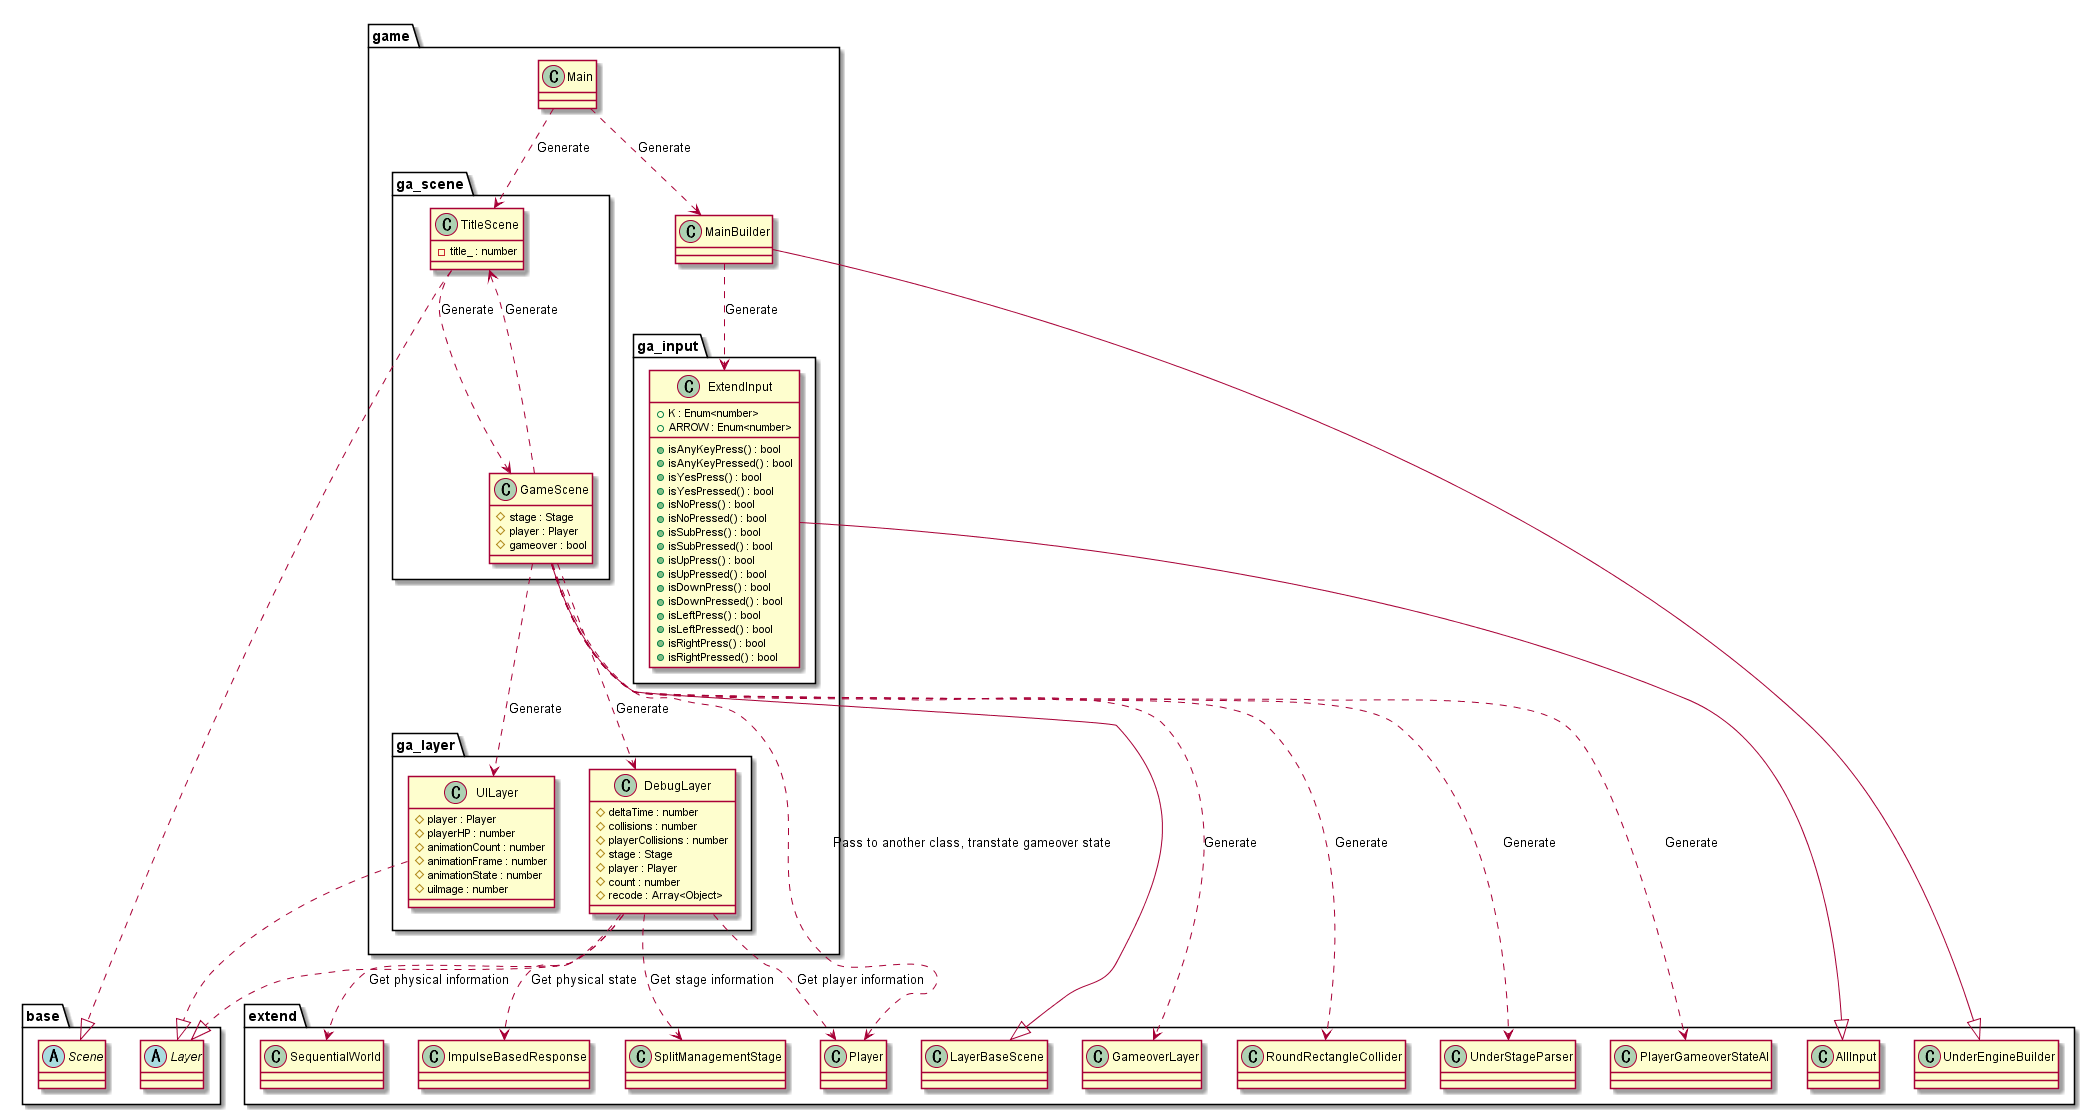 game
C Main
Generate
Generate
ga_scene
C TitleScene
title_ : number
C MainBuilder
Generate
Generate
Generate
ga_input
C ExtendInput
K : Enum<number>
ARROW : Enum<number>
isAnyKeyPress() : bool
isAnyKeyPressed() : bool
isYesPress() : bool
isYesPressed() : bool
isNoPress() : bool
isNoPressed() : bool
isSubPress() : bool
isSubPressed() : bool
isUpPress() : bool
isUpPressed() : bool
isDownPress() : bool
isDownPressed() : bool
isLeftPress() : bool
isLeftPressed() : bool
isRightPress() : bool
isRightPressed() : bool
C GameScene
stage : Stage
player : Player
gameover : bool
Generate
Generate
ga_layer
C UILayer
player : Player
playerHP : number
animationCount : number
animationFrame : number
animationState : number
uiImage : number
C DebugLayer
deltaTime : number
collisions : number
playerCollisions : number
stage : Stage
player : Player
count : number
recode : Array<Object>
Pass to another class, transtate gameover state
Generate
Generate
Generate
Generate
Get physical information
Get physical state
Get stage information
Get player information
base
A Scene
A Layer
extend
C SequentialWorld
C ImpulseBasedResponse
C SplitManagementStage
C Player
C LayerBaseScene
C GameoverLayer
C RoundRectangleCollider
C UnderStageParser
C PlayerGameoverStateAI
C AllInput
C UnderEngineBuilder